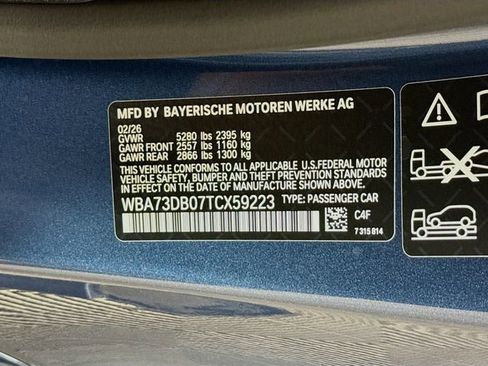 MFD BY BAYERISCHE MOTOREN WERKE AG
02/26
GVWR 5280 lbs 2395 kg
GAWR FRONT 2557 lbs 1160 kg
GAWR REAR 2866 lbs 1300 kg
THIS VEHICLE CONFORMS TO ALL APPLICABLE U.S.FEDERAL MOTOR
VEHICLE SAFETY, BUMPER AND THEFT PREVENTION STANDARDS
IN EFFECT ON THE DATE OF MANUFACTURE SHOWN ABOVE.
WBA73DB07TCX59223 TYPE: PASSENGER CAR
C4F
7 315 814